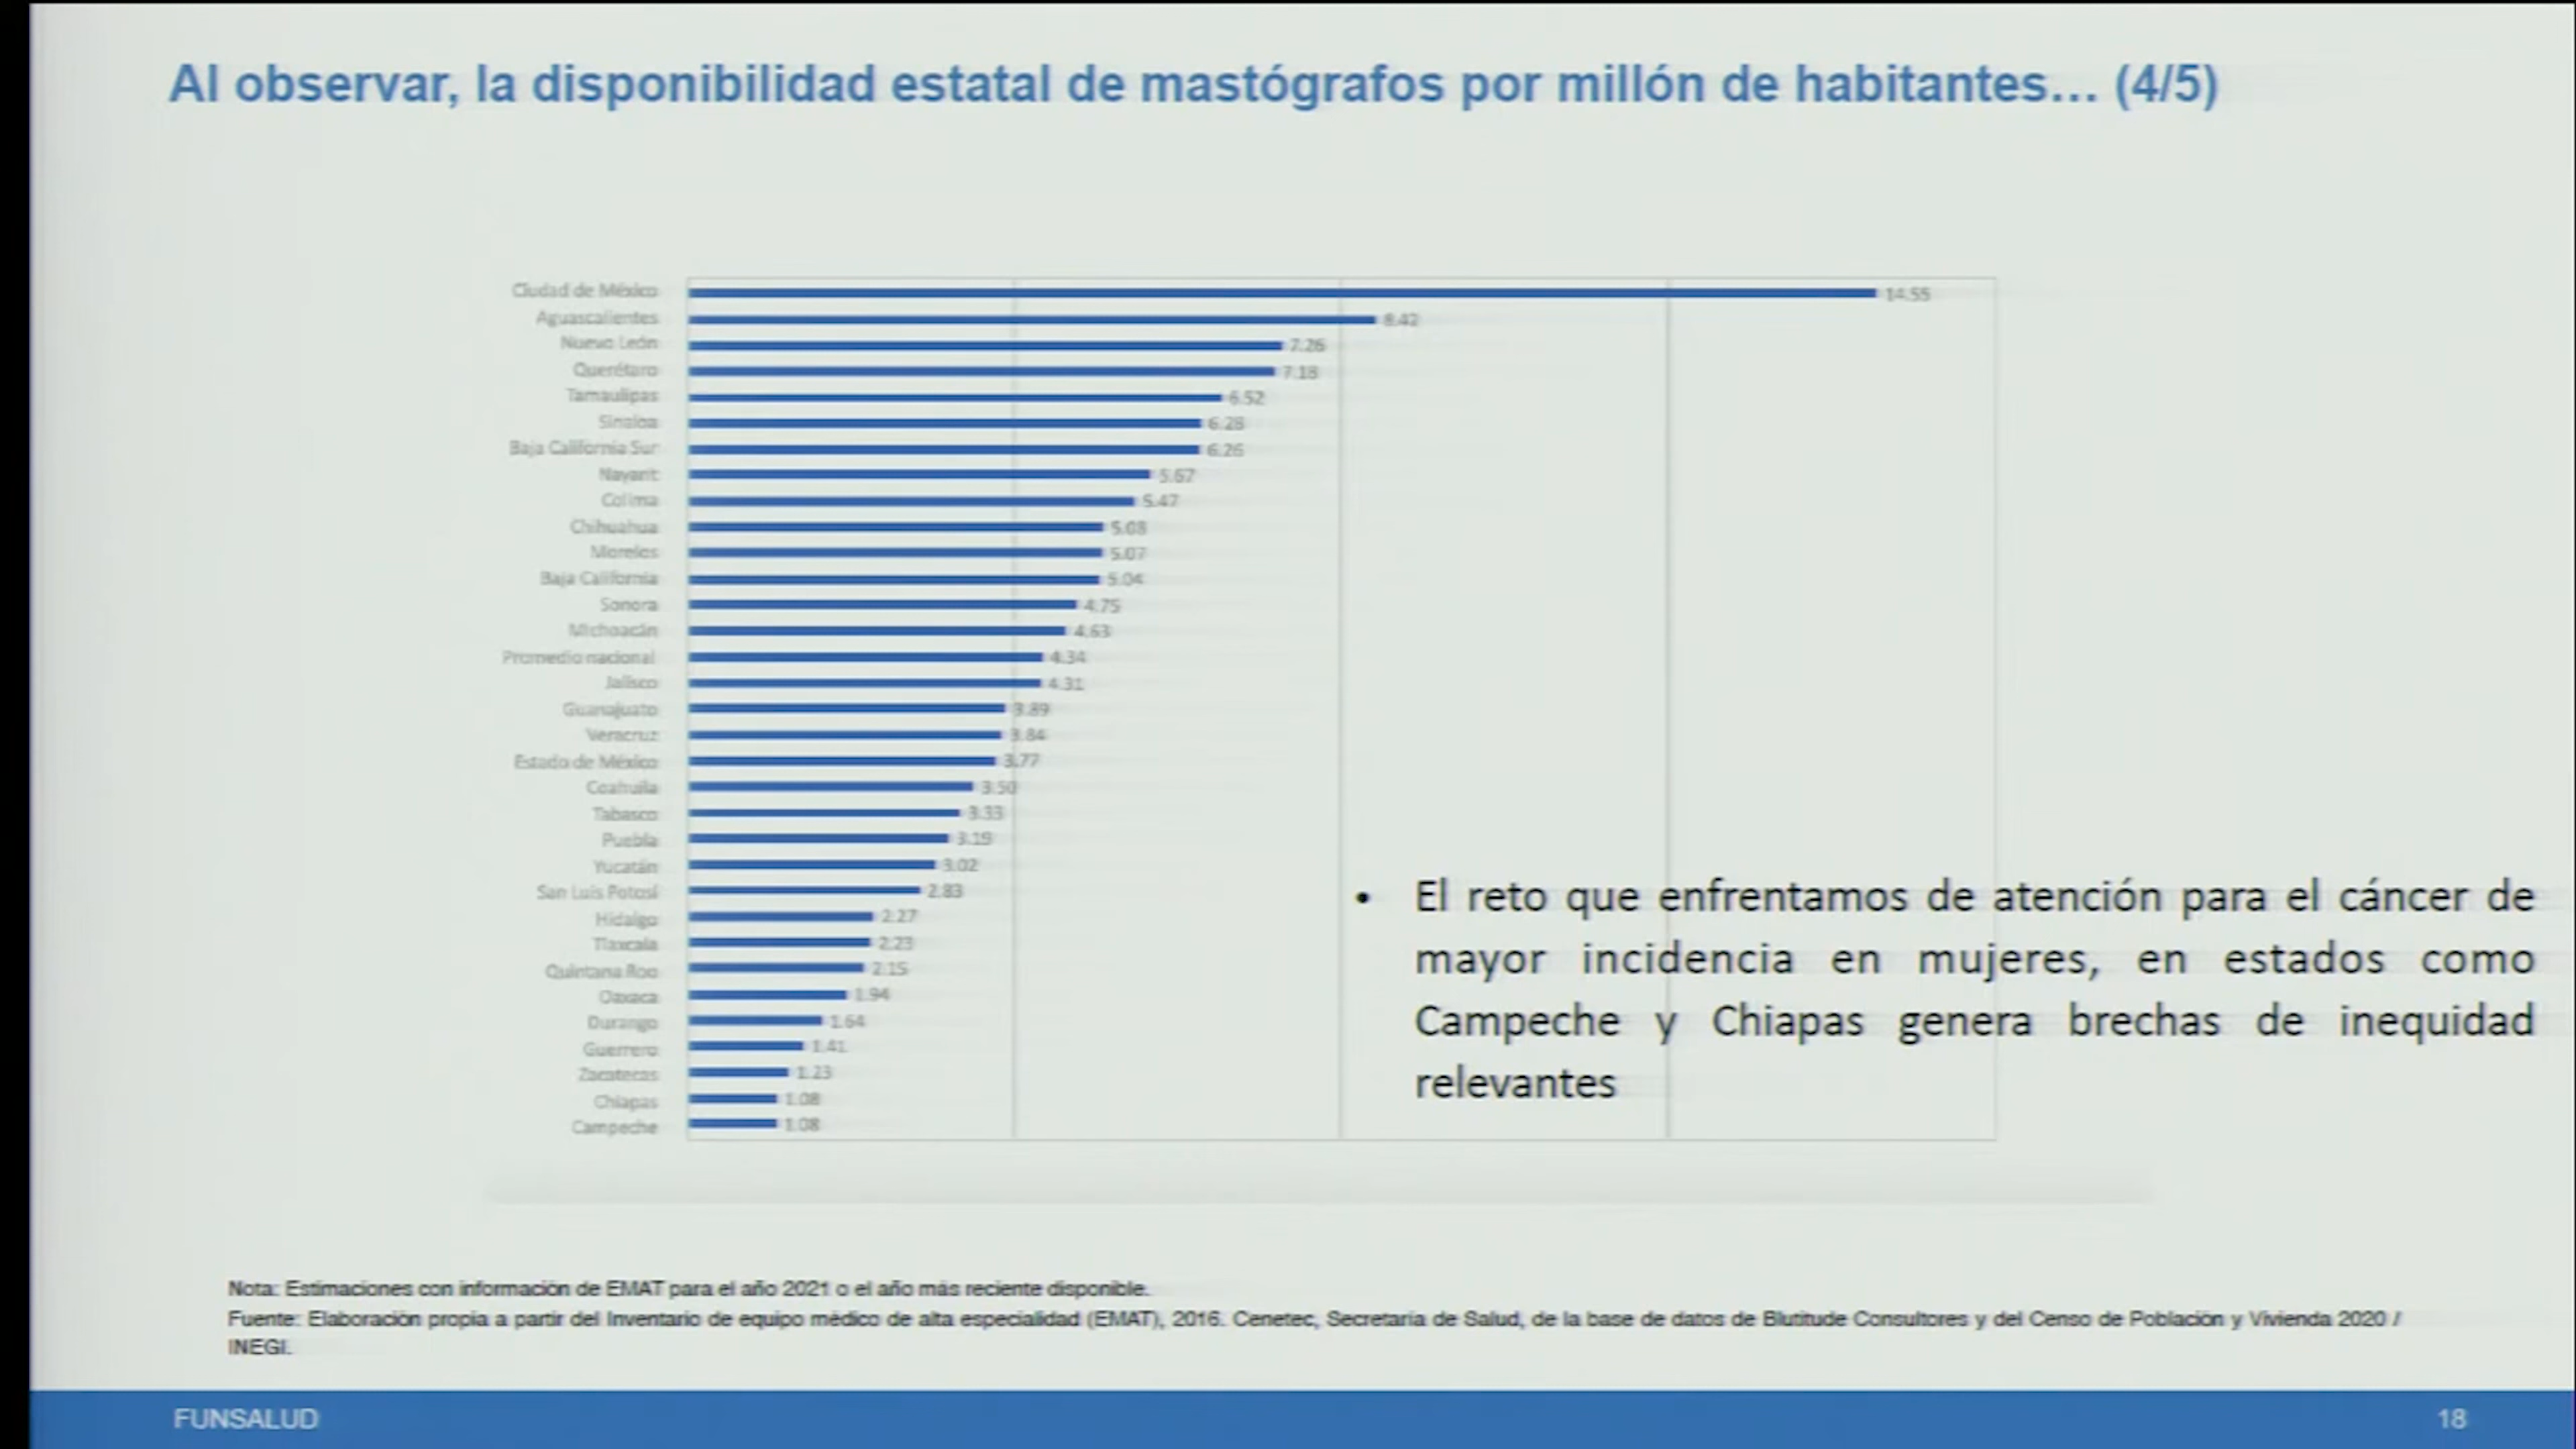 Al observar, la disponibilidad estatal de mastógrafos por millón de habitantes... (4/5)
Ciudad de México 14.55
Aguascalientes 8.42
Nuevo León 7.26
Querétaro 7.18
Tamaulipas 6.52
Sinaloa 6.28
Baja California Sur 6.26
Nayarit 5.67
Colima 5.47
Chihuahua 5.08
Morelos 5.07
Baja California 5.04
Sonora 4.75
Michoacán 4.63
Promedio nacional 4.34
Jalisco 4.31
Guanajuato 3.89
Veracruz 3.84
Estado de México 3.77
Coahuila 3.50
Tabasco 3.33
Puebla 3.19
Yucatán 3.02
San Luis Potosí 2.83
Hidalgo 2.27
Tlaxcala 2.23
Quintana Roo 2.15
Oaxaca 1.94
Durango 1.64
Guerrero 1.41
Zacatecas 1.23
Chiapas 1.08
Campeche 1.08
• El reto que enfrentamos de atención para el cáncer de
mayor incidencia en mujeres, en estados como
Campeche y Chiapas genera brechas de inequidad
relevantes
Nota: Estimaciones con información de EMAT para el año 2021 o el año más reciente disponible.
Fuente: Elaboración propia a partir del Inventario de equipo médico de alta especialidad (EMAT), 2016. Cenetec, Secretaría de Salud, de la base de datos de Blutitude Consultores y del Censo de Población y Vivienda 2020 /
INEGI.
FUNSALUD 18